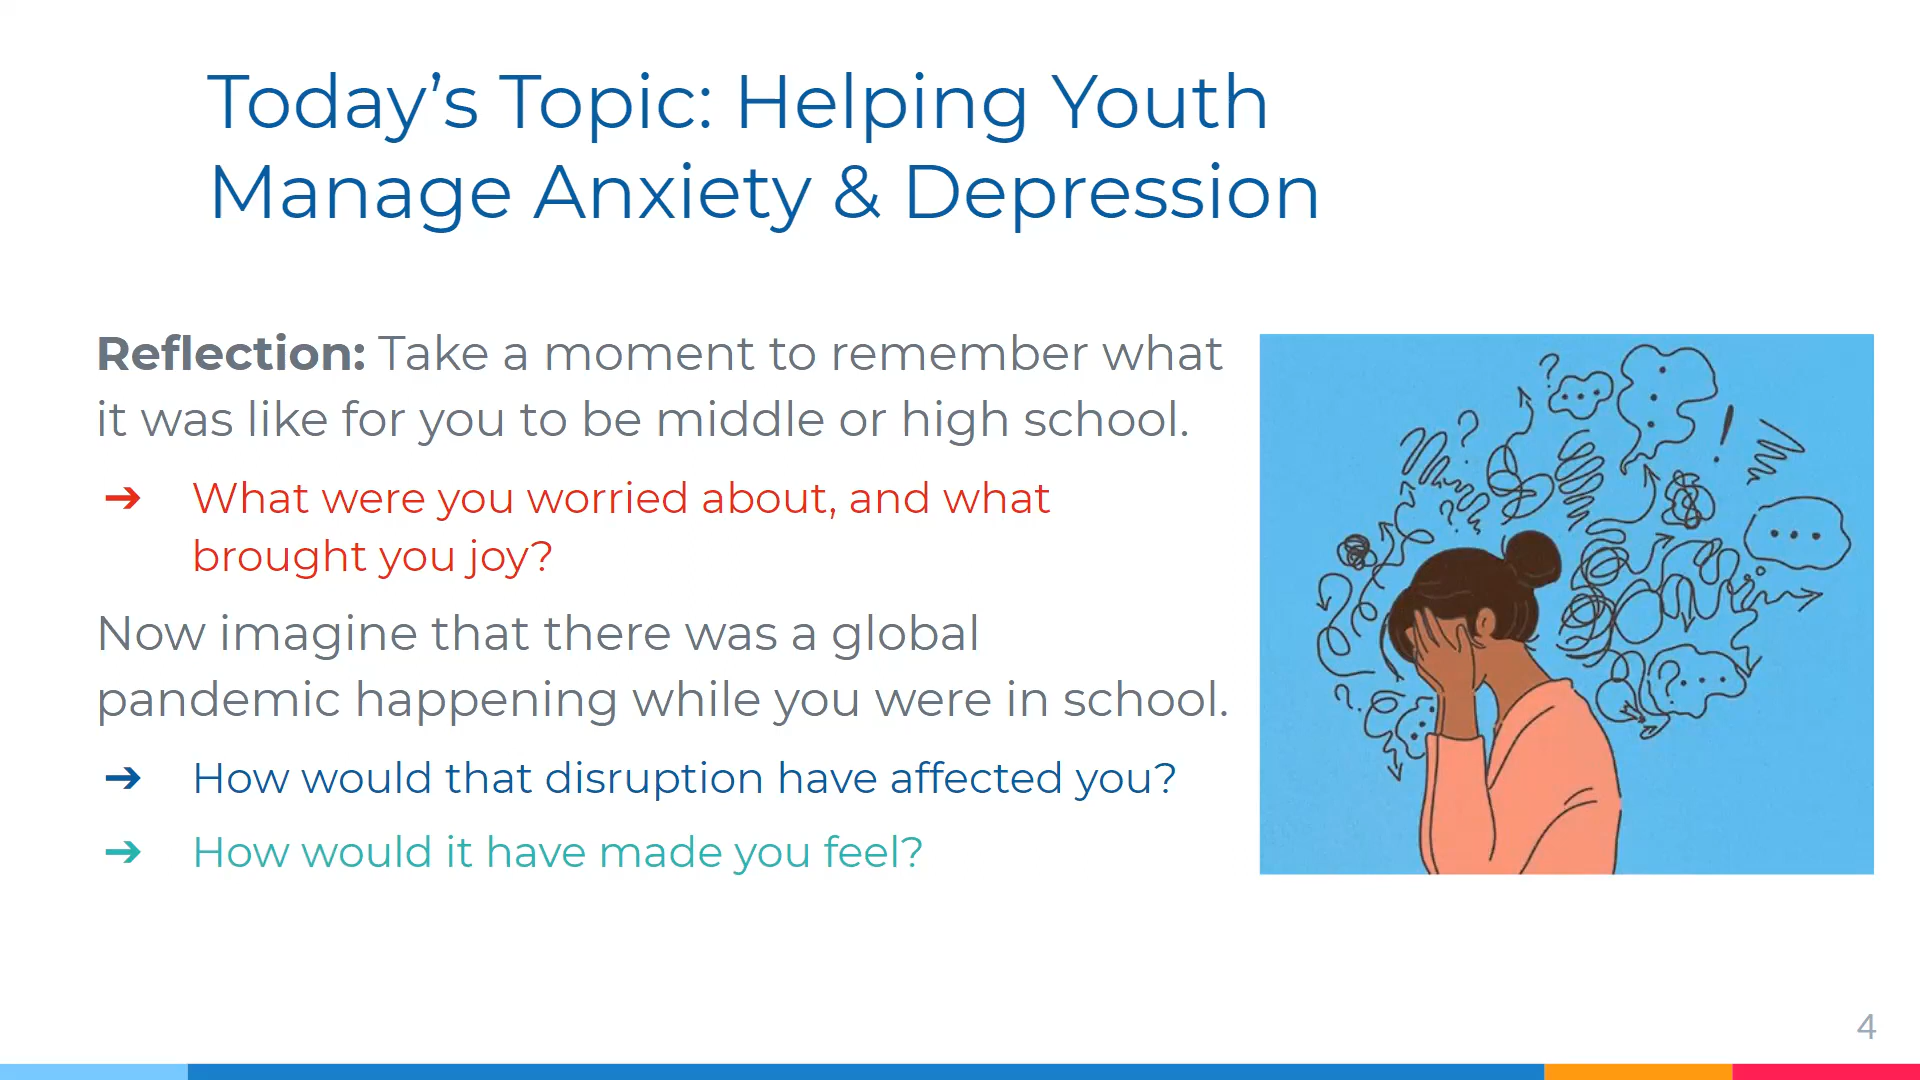 Today’s Topic: Helping Youth
Manage Anxiety & Depression
Reflection: Take a moment to remember what
it was like for you to be middle or high school.
➔ What were you worried about, and what
brought you joy?
Now imagine that there was a global
pandemic happening while you were in school.
➔ How would that disruption have affected you?
➔ How would it have made you feel?
4